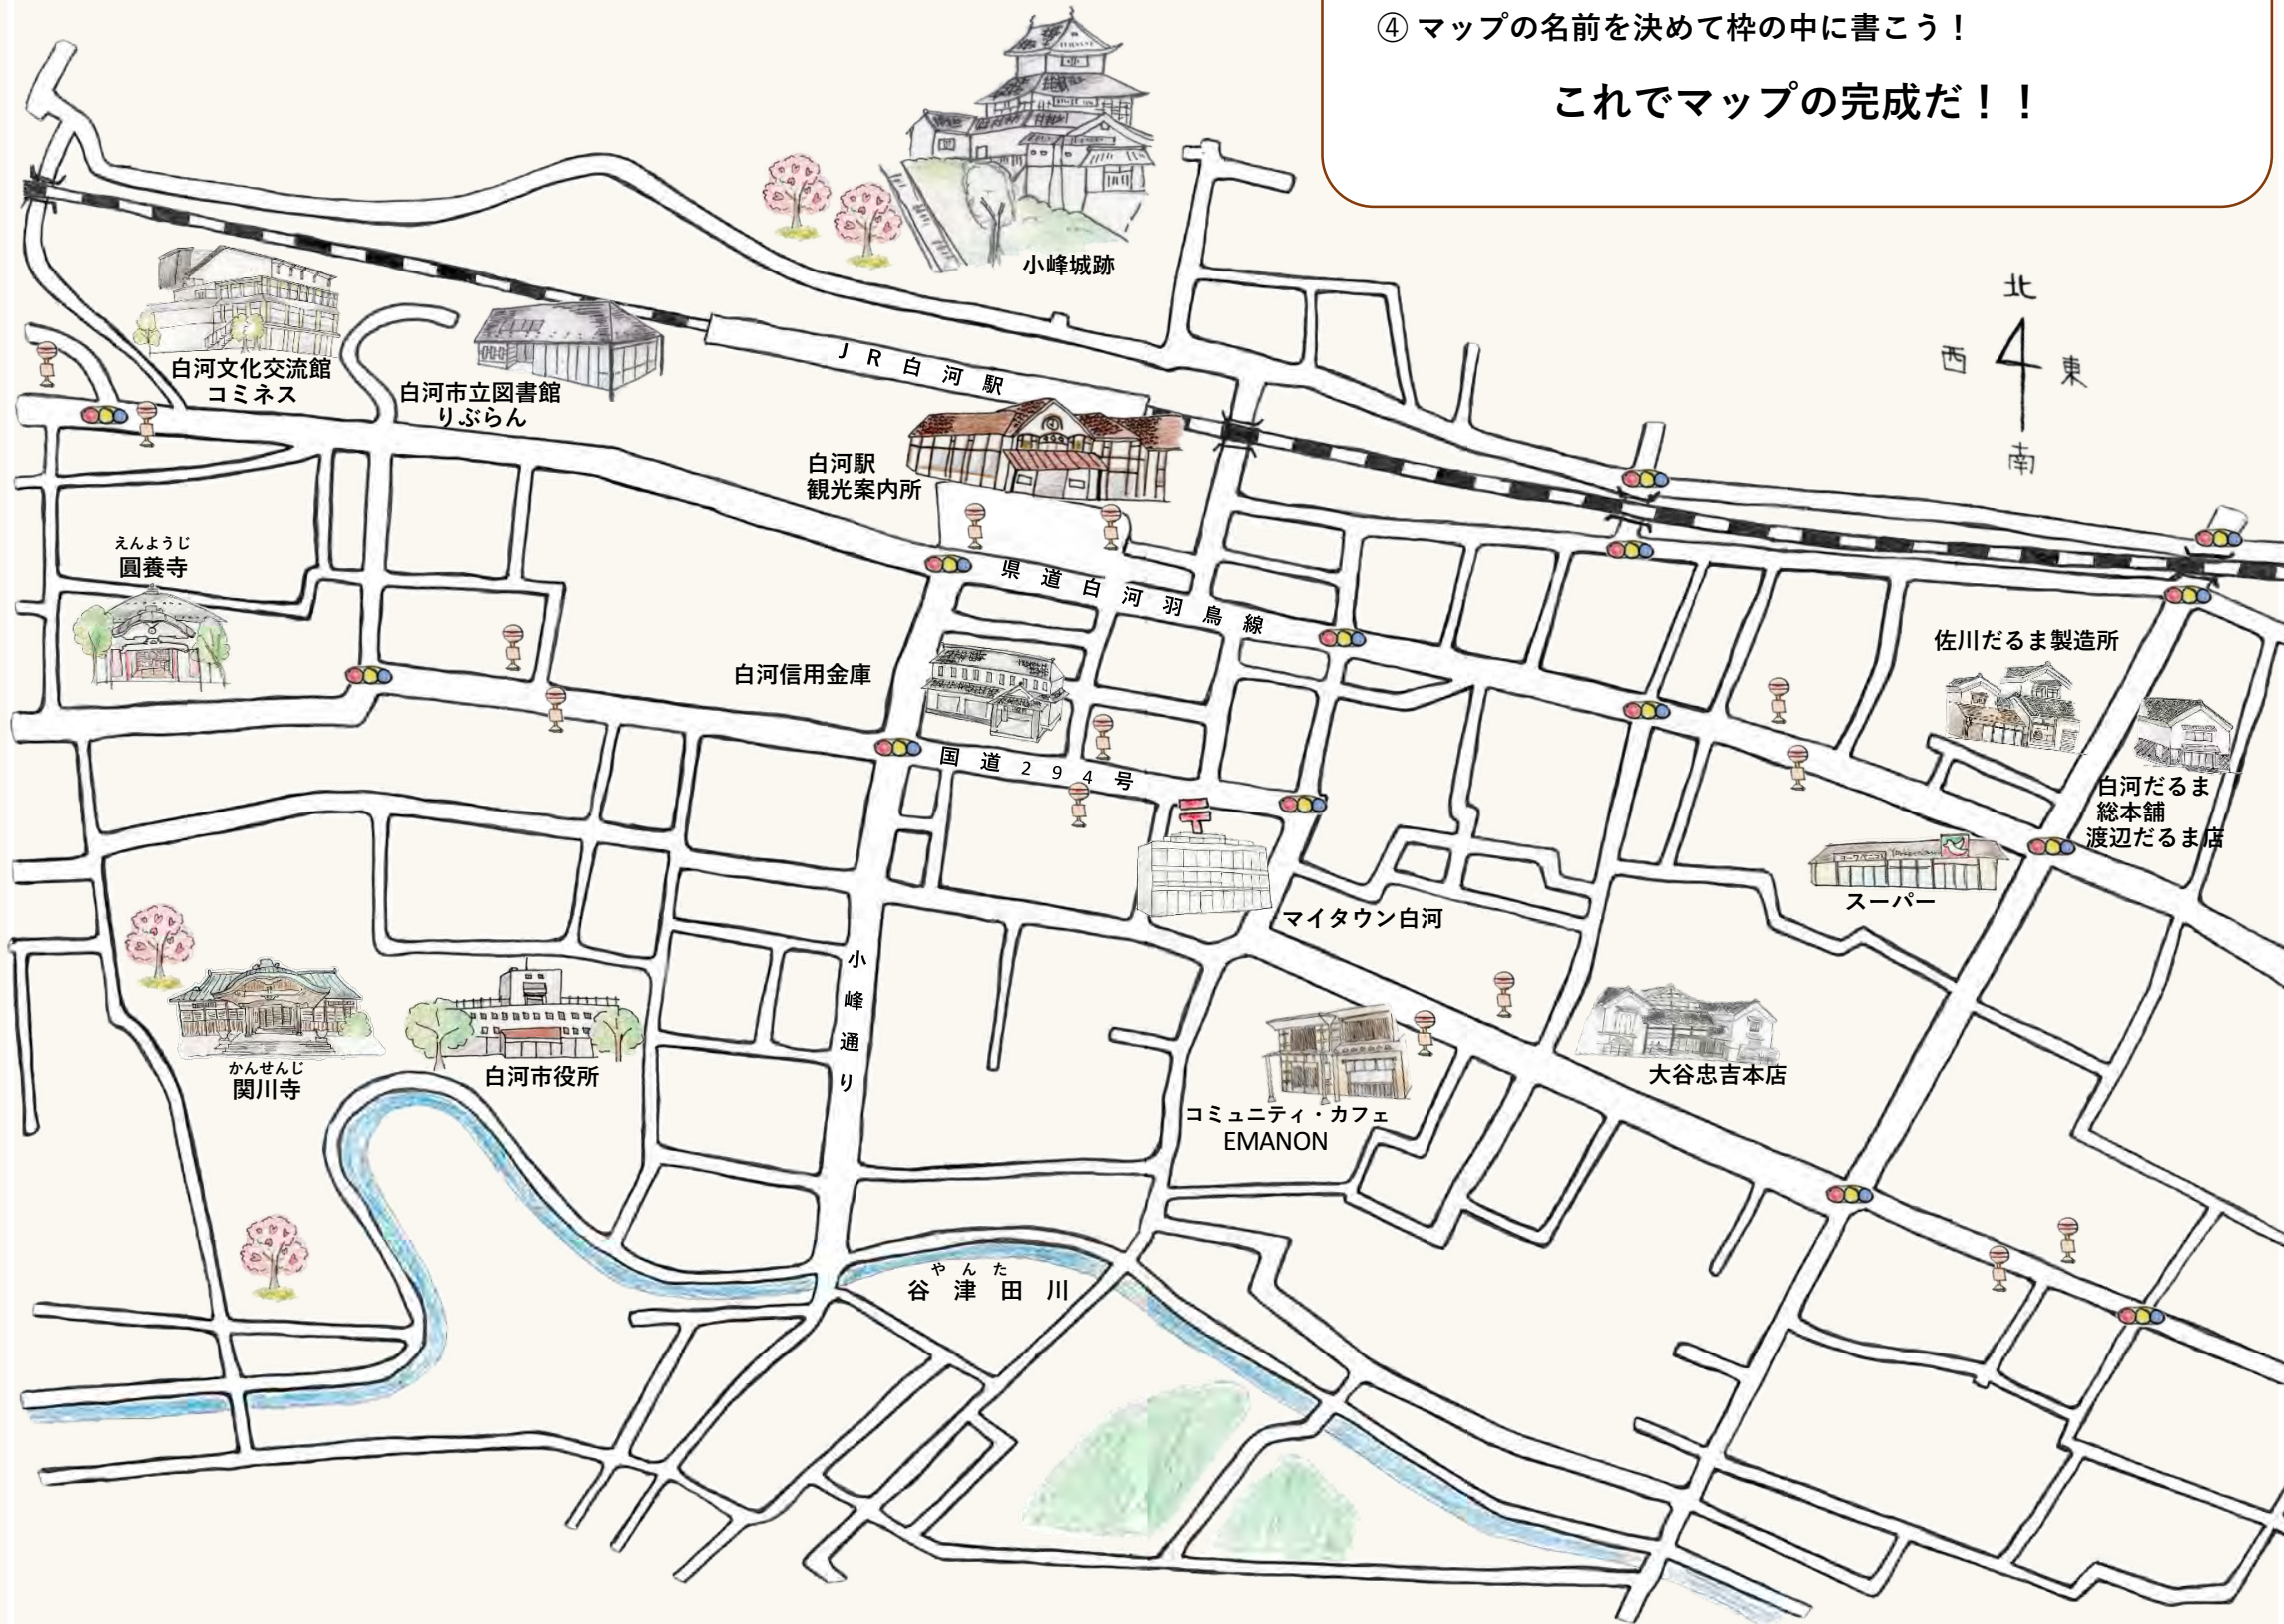 ④ マップの名前を決めて枠の中に書こう！
これでマップの完成だ！！
小峰城跡
北
西
東
南
白河文化交流館
コミネス
白河市立図書館
りぶらん
JR白河駅
白河駅
観光案内所
えんようじ
圓養寺
県道白河羽鳥線
白河信用金庫
国道294号
佐川だるま製造所
白河だるま
総本舗
渡辺だるま店
スーパー
マイタウン白河
小峰通り
かんせんじ
関川寺
白河市役所
大谷忠吉本店
コミュニティ・カフェ
EMANON
やんた
谷津田川